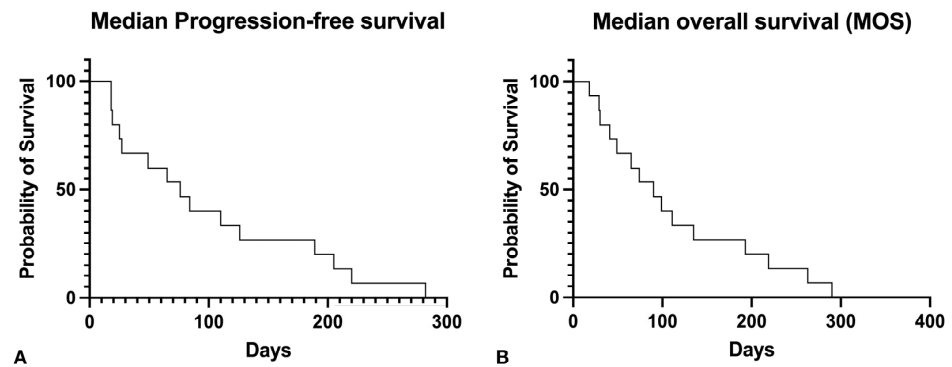 Median Progression-free survival
Probability of Survival
100
50
0
0 100 200 300
Days
A
Median overall survival (MOS)
Probability of Survival
100
50
0
0 100 200 300 400
Days
B